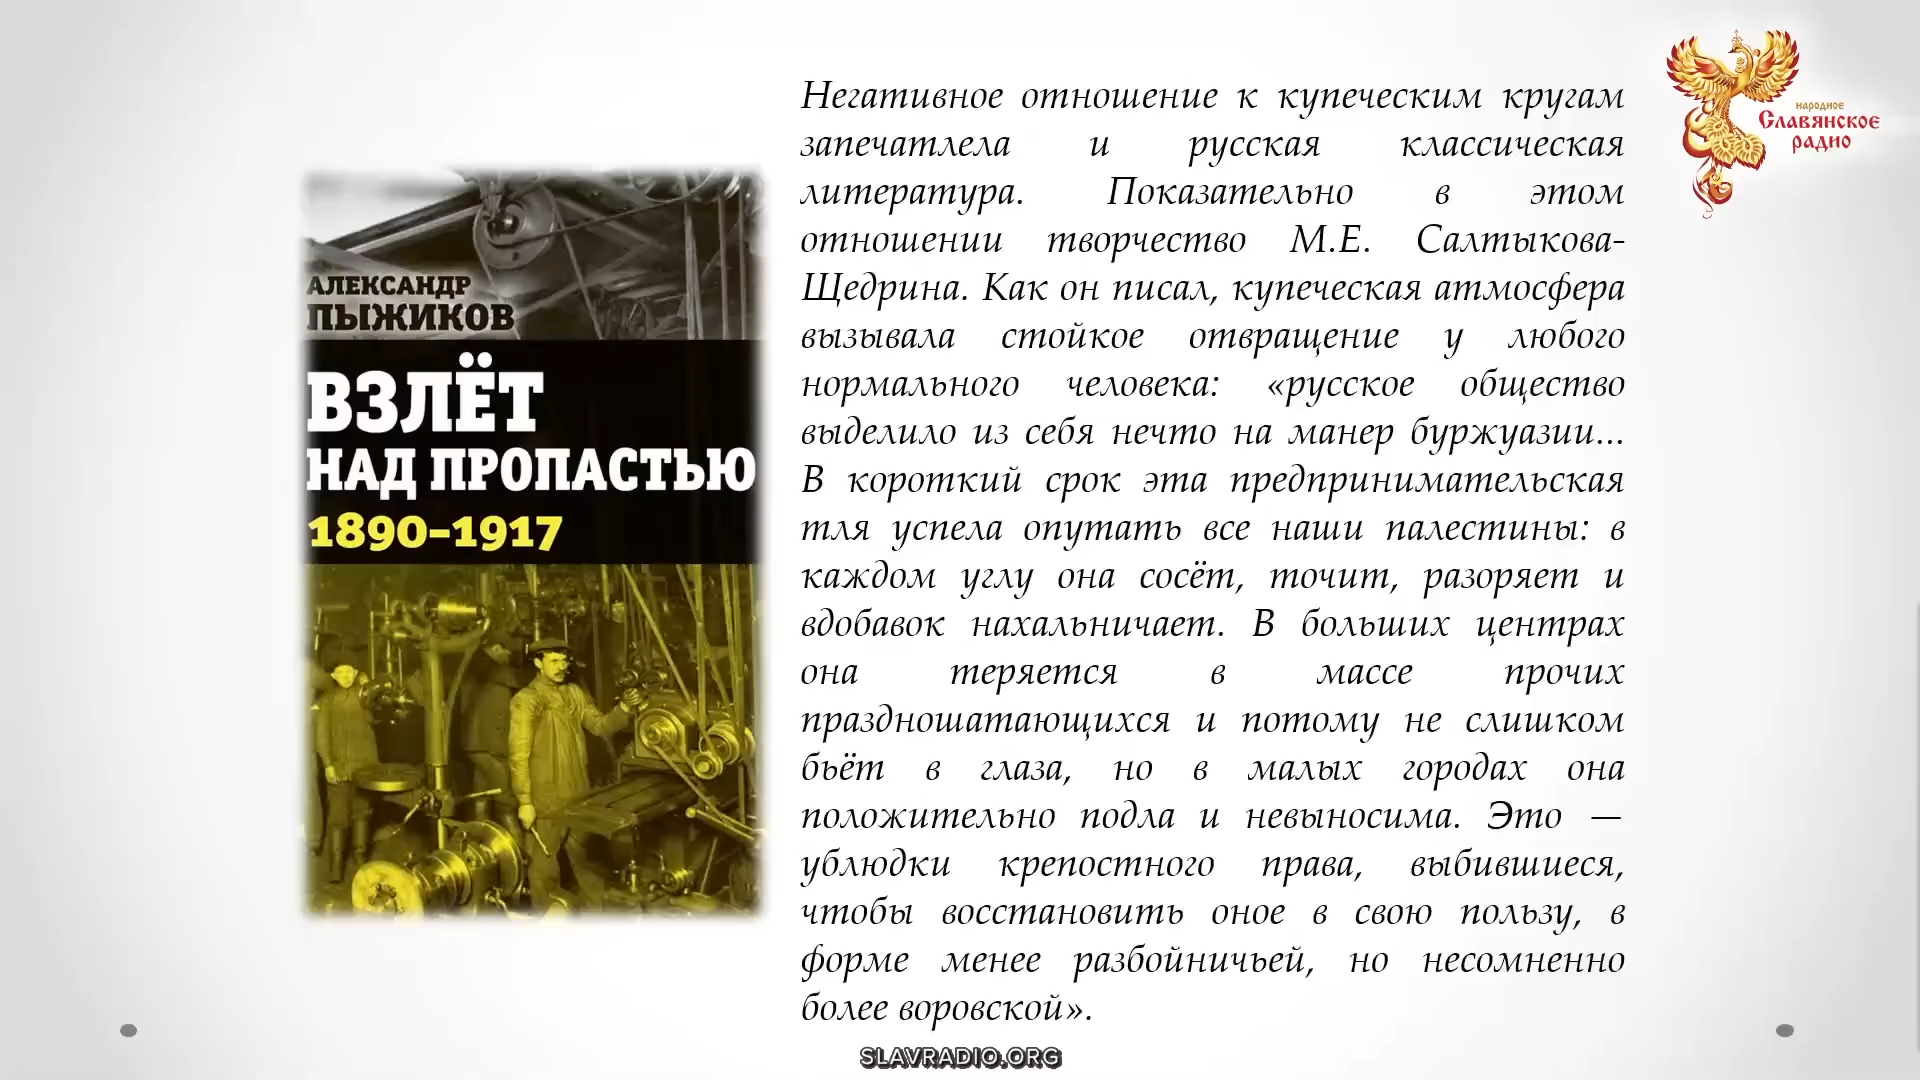 Негативное отношение к купеческим кругам
запечатлела и русская классическая
литература. Показательно в этом
отношении творчество М.Е. Салтыкова-
Щедрина. Как он писал, купеческая атмосфера
вызывала стойкое отвращение у любого
нормального человека: «русское общество
выделило из себя нечто на манер буржуазии...
В короткий срок эта предпринимательская
тля успела опутать все наши палестины: в
каждом углу она сосёт, точит, разоряет и
вдобавок нахальничает. В больших центрах
она теряется в массе прочих
праздношатающихся и потому не слишком
бьёт в глаза, но в малых городах она
положительно подла и невыносима. Это —
ублюдки крепостного права, выбившиеся,
чтобы восстановить оное в свою пользу, в
форме менее разбойничьей, но несомненно
более воровской».
АЛЕКСАНДР
ПЫЖИКОВ
ВЗЛЁТ
НАД ПРОПАСТЬЮ
1890-1917
народное
Славянское
радио
SLAVRADIO.ORG